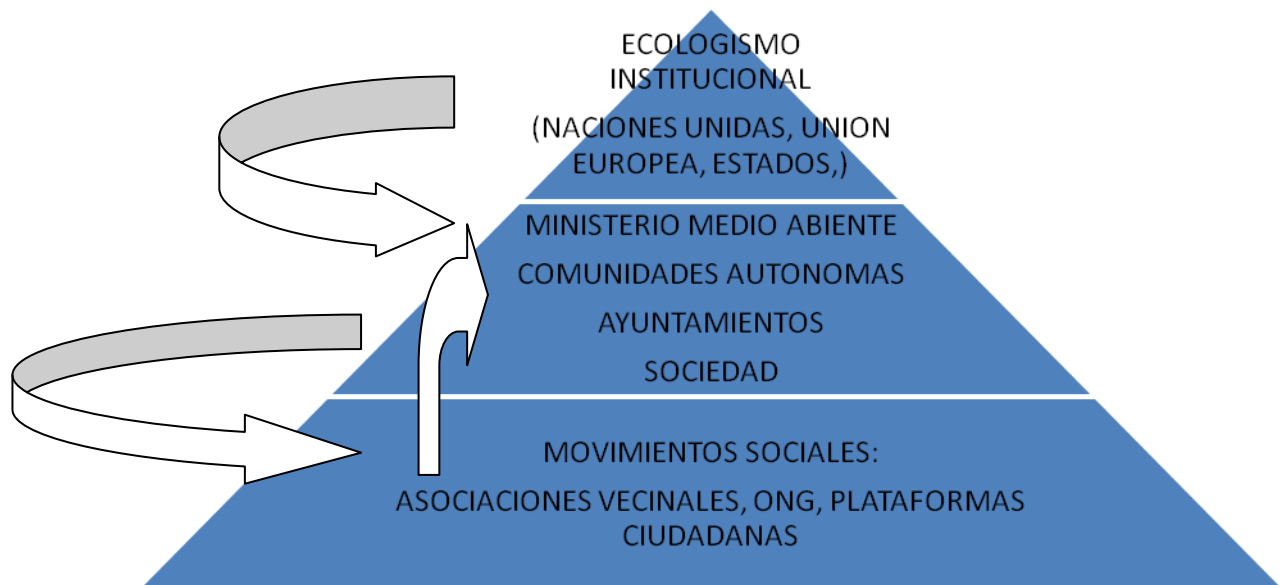 ECOLOGISMO
INSTITUCIONAL
(NACIONES UNIDAS, UNION
EUROPEA, ESTADOS,)
MINISTERIO MEDIO ABIENTE
COMUNIDADES AUTONOMAS
AYUNTAMIENTOS
SOCIEDAD
MOVIMIENTOS SOCIALES:
ASOCIACIONES VECINALES, ONG, PLATAFORMAS
CIUDADANAS